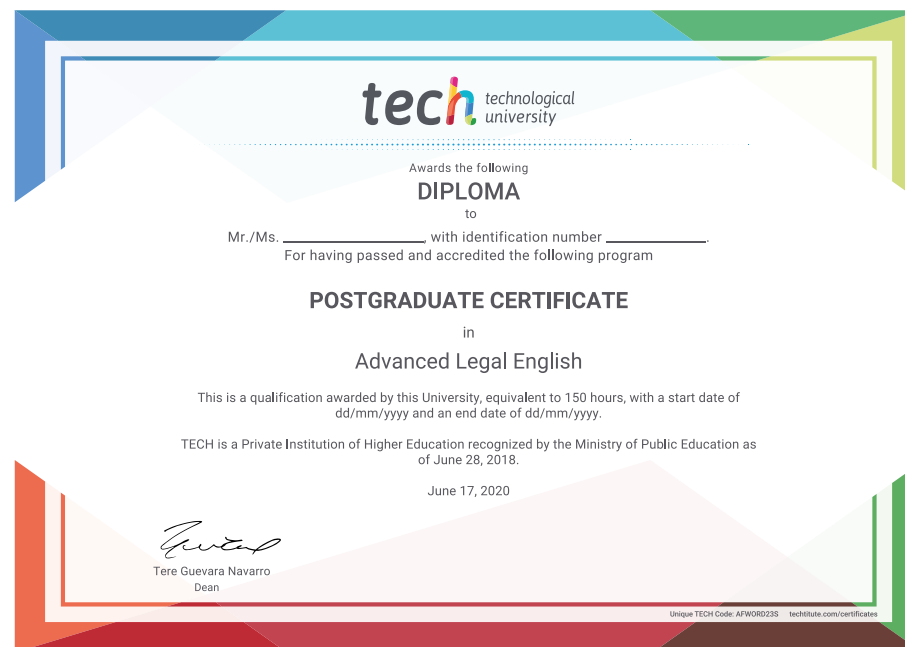 tech technological
university
Awards the following
DIPLOMA
to
Mr./Ms. ____________________, with identification number ______________.
For having passed and accredited the following program
POSTGRADUATE CERTIFICATE
in
Advanced Legal English
This is a qualification awarded by this University, equivalent to 150 hours, with a start date of
dd/mm/yyyy and an end date of dd/mm/yyyy.
TECH is a Private Institution of Higher Education recognized by the Ministry of Public Education as
of June 28, 2018.
June 17, 2020
Tere Guevara Navarro
Dean
Unique TECH Code: AFWORD23S techtitute.com/certificates